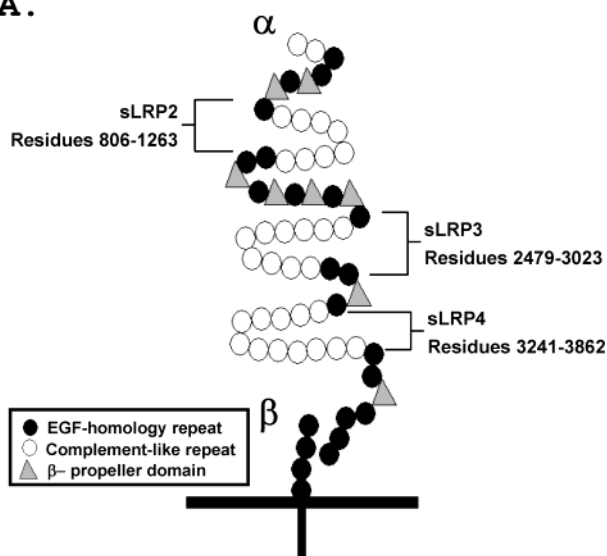 A.
α
sLRP2
Residues 806-1263
sLRP3
Residues 2479-3023
sLRP4
Residues 3241-3862
β
EGF-homology repeat
Complement-like repeat
β– propeller domain